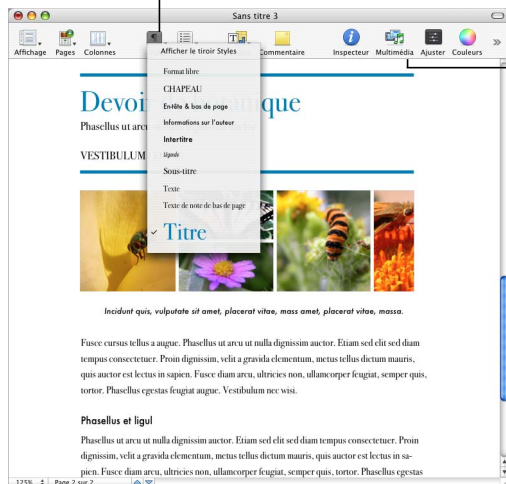 Sans titre 3
Affichage Pages Colonnes Commentaire Inspecteur Multimédia Ajuster Couleurs
Afficher le tiroir Styles
Format libre
CHAPEAU
En-tête & bas de page
Informations sur l'auteur
Intertitre
légende
Sous-titre
Texte
Texte de note de bas de page
✓ Titre
Devoi que
Phasellus ut arcu
VESTIBULUM
Incidunt quis, vulputate sit amet, placerat vitae, mass amet, placerat vitae, massa.
Fusce cursus tellus a augue. Phasellus ut arcu ut nulla dignissim auctor. Etiam sed elit sed diam
tempus consectetuer. Proin dignissim, velit a gravida elementum, metus tellus dictum mauris,
quis auctor est lectus in sapien. Fusce diam arcu, ultricies non, ullamcorper feugiat, semper quis,
tortor. Phasellus egestas feugiat augue. Vestibulum nec wisi.
Phasellus et ligul
Phasellus ut arcu ut nulla dignissim auctor. Etiam sed elit sed diam tempus consectetuer. Proin
dignissim, velit a gravida elementum, metus tellus dictum mauris, quis auctor est lectus in sa-
pien. Fusce diam arcu, ultricies non, ullamcorper feugiat, semper quis, tortor. Phasellus egestas
125% Page 2 sur 2